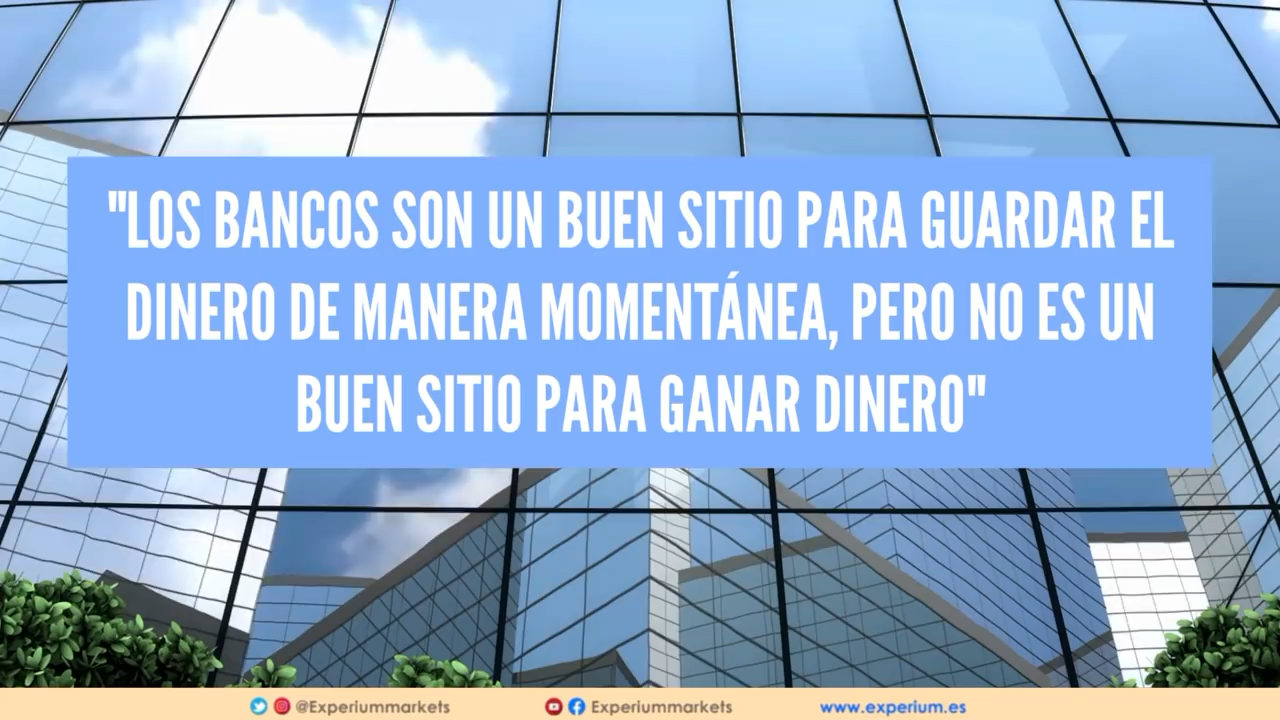 "LOS BANCOS SON UN BUEN SITIO PARA GUARDAR EL
DINERO DE MANERA MOMENTÁNEA, PERO NO ES UN
BUEN SITIO PARA GANAR DINERO"
@Experiummarkets Experiummarkets www.experium.es